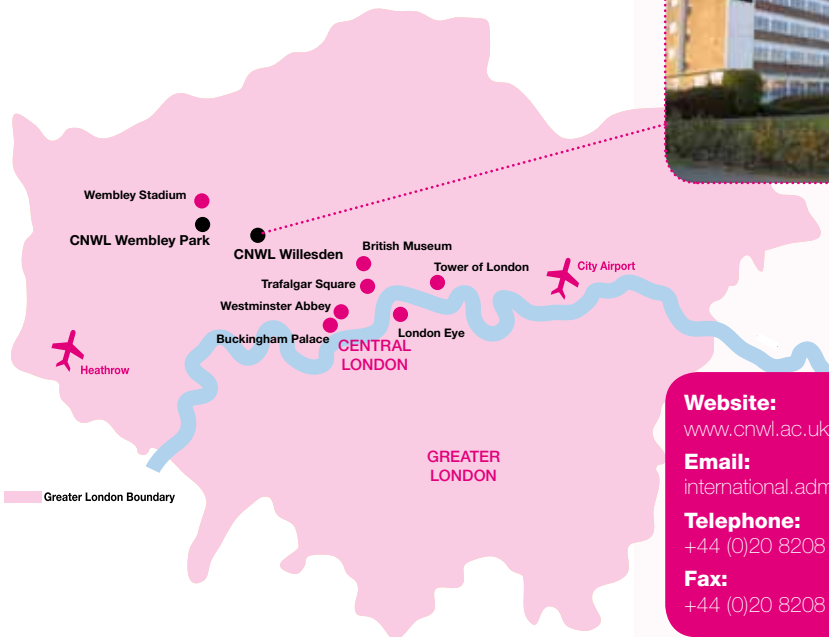 Wembley Stadium
CNWL Wembley Park
CNWL Willesden
British Museum
Tower of London
City Airport
Trafalgar Square
Westminster Abbey
Buckingham Palace
London Eye
CENTRAL
LONDON
Heathrow
GREATER
LONDON
Greater London Boundary
Website:
www.cnwl.ac.uk
Email:
international.adm
Telephone:
+44 (0)20 8208
Fax:
+44 (0)20 8208